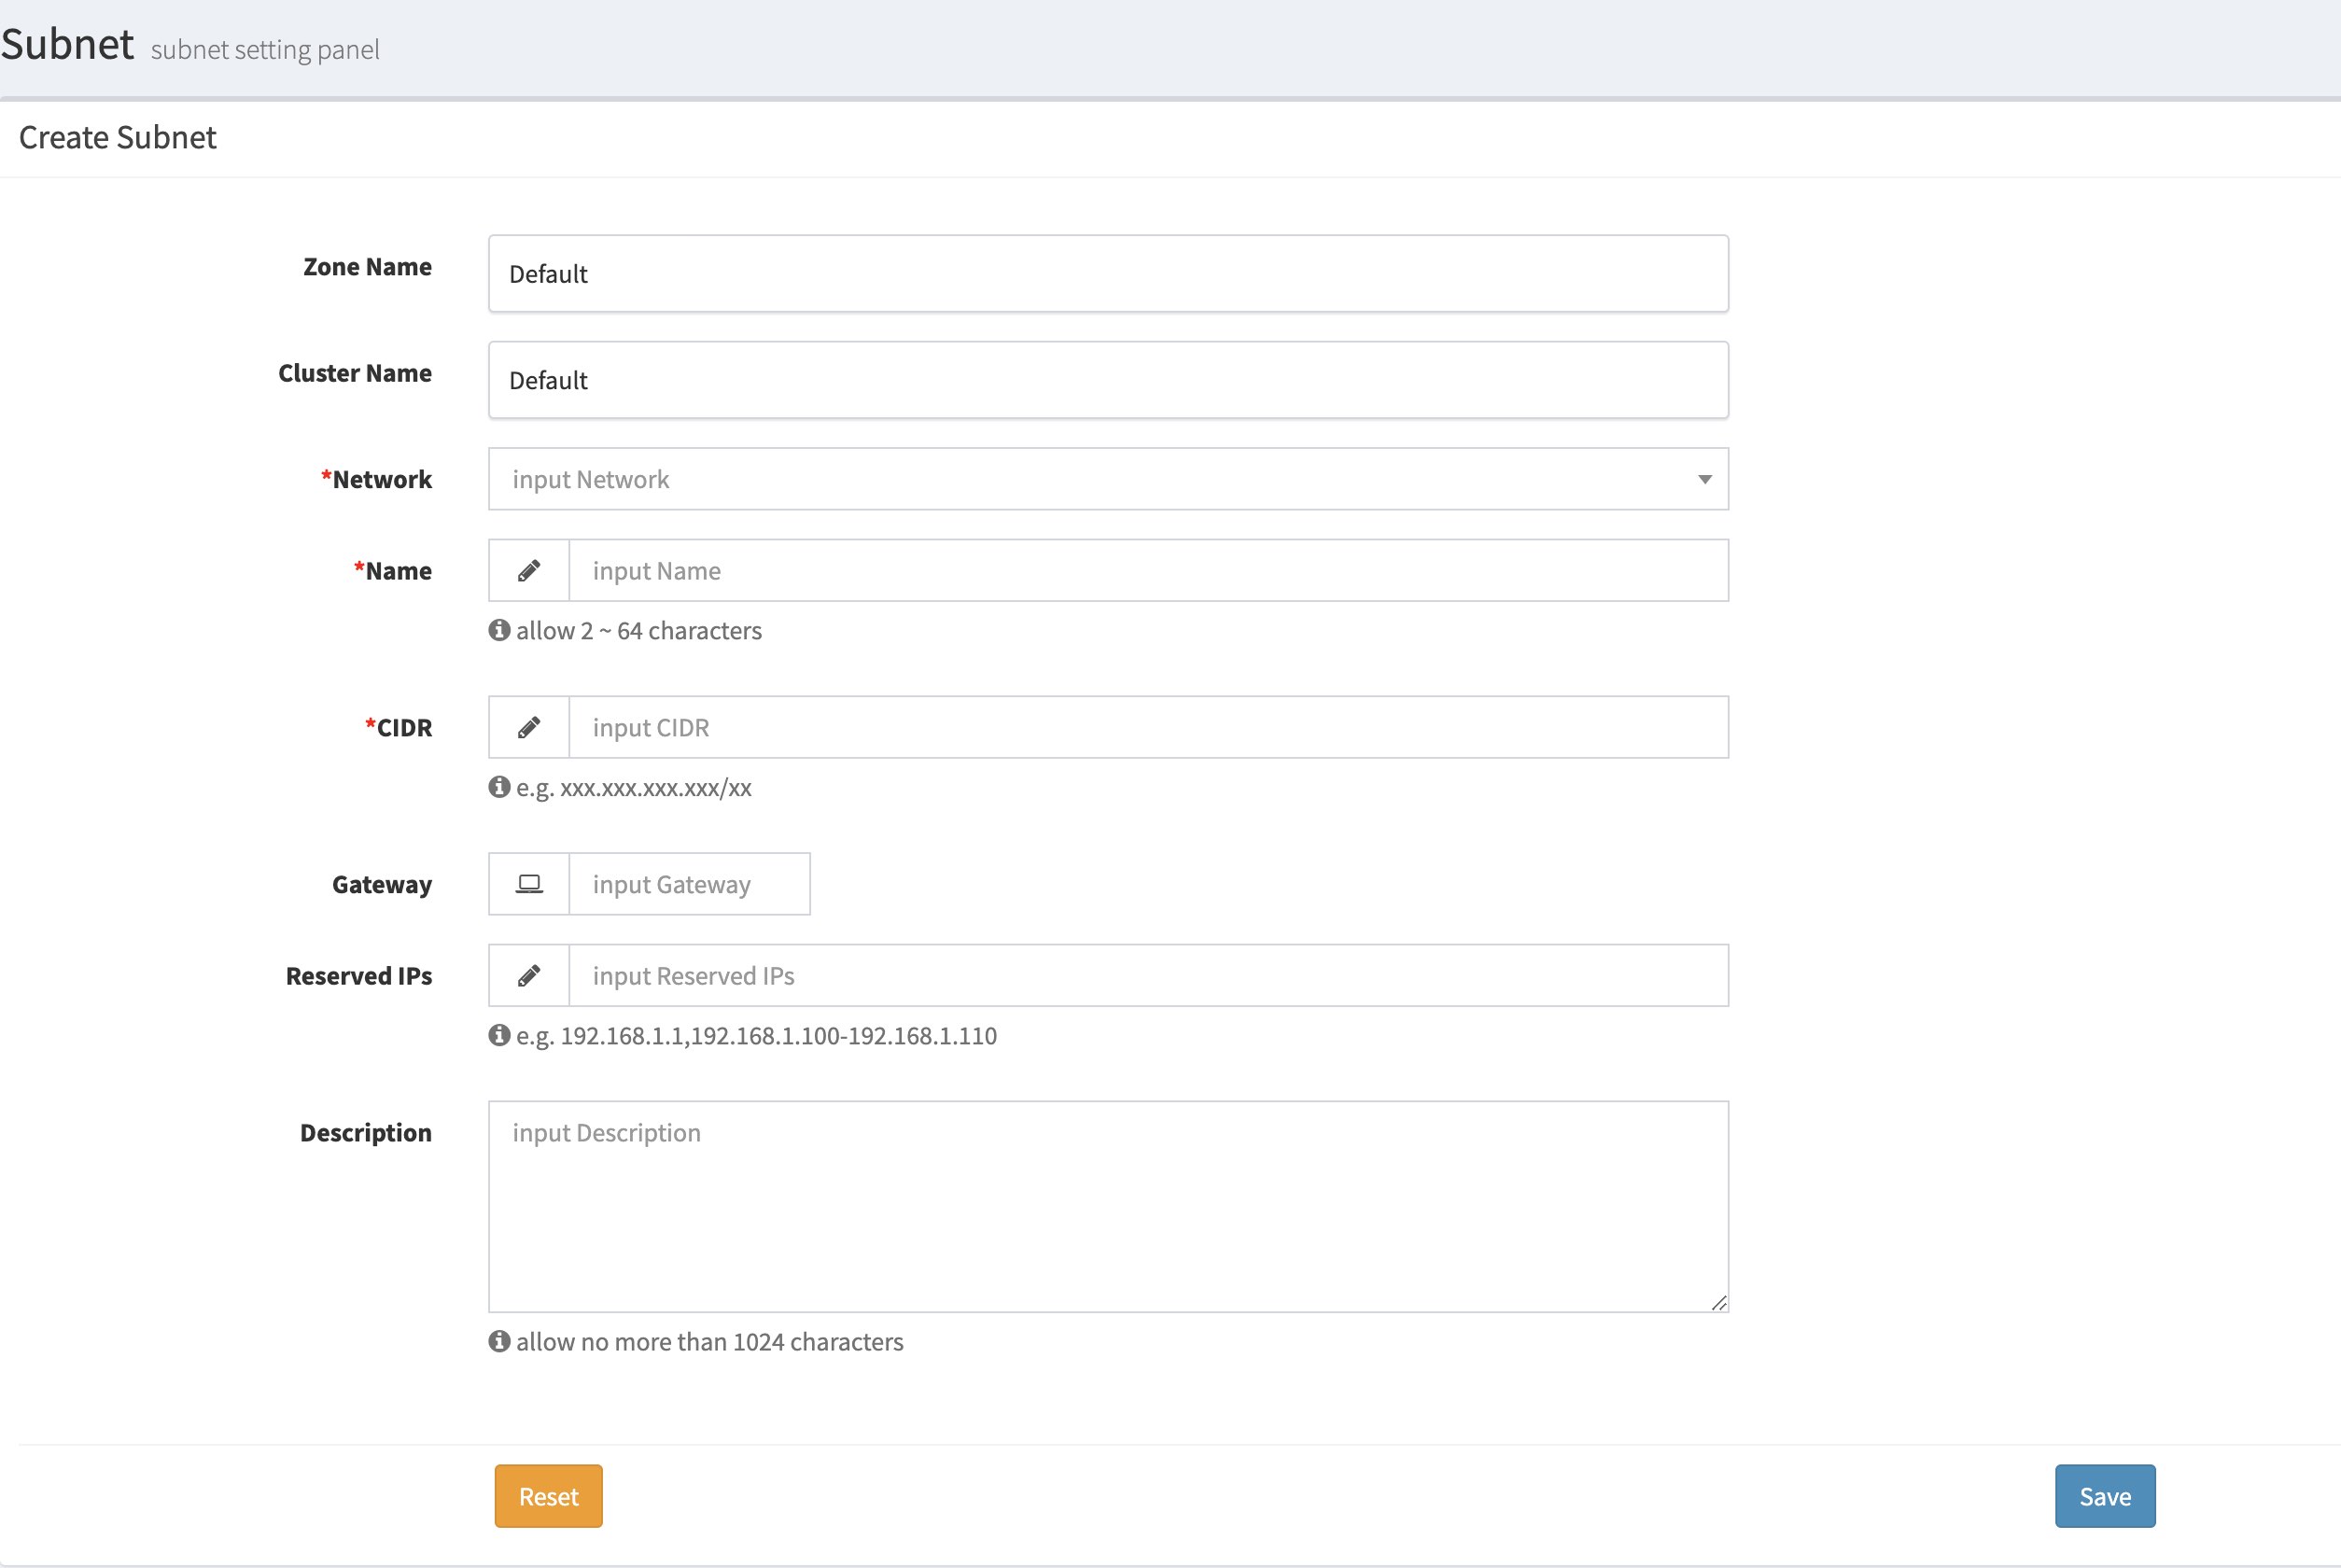 Subnet subnet setting panel
Create Subnet
Zone Name Default
Cluster Name Default
*Network input Network
*Name input Name
allow 2 ~ 64 characters
*CIDR input CIDR
e.g. xxx.xxx.xxx.xxx/xx
Gateway input Gateway
Reserved IPs input Reserved IPs
e.g. 192.168.1.1,192.168.1.100-192.168.1.110
Description input Description
allow no more than 1024 characters
Reset Save